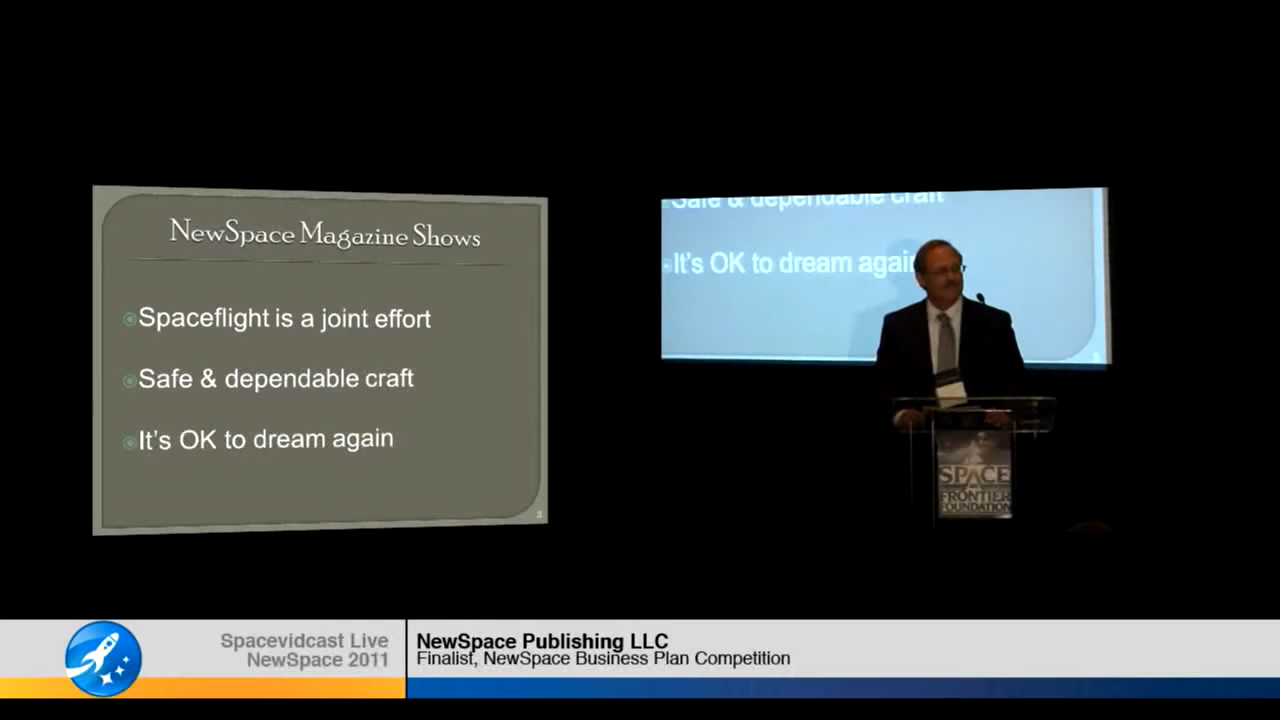 NewSpace Magazine Shows
Spaceflight is a joint effort
Safe & dependable craft
It's OK to dream again
3
Safe & dependable craft
It's OK to dream again
SPACE
FRONTIER
FOUNDATION
Spacevidcast Live
NewSpace 2011
NewSpace Publishing LLC
Finalist, NewSpace Business Plan Competition